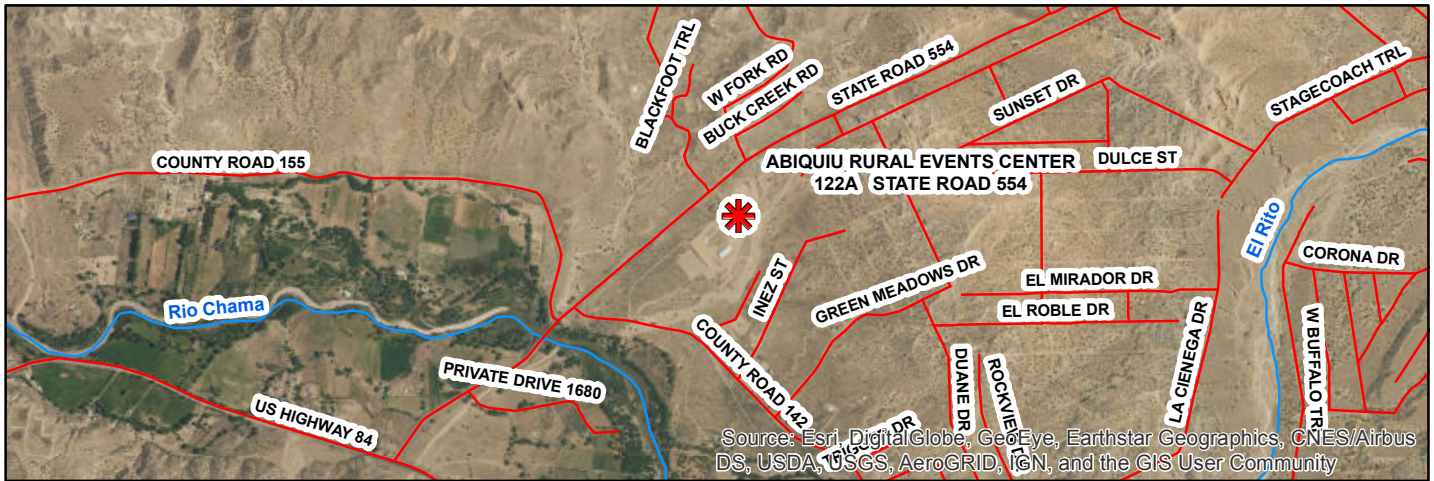 BLACKFOOT TRL
W FORK RD
BUCK CREEK RD
STATE ROAD 554
SUNSET DR
STAGECOACH TRL
COUNTY ROAD 155
ABIQUIU RURAL EVENTS CENTER
122A STATE ROAD 554
DULCE ST
El Rito
CORONA DR
Rio Chama
INEZ ST
GREEN MEADOWS DR
EL MIRADOR DR
EL ROBLE DR
PRIVATE DRIVE 1680
COUNTY ROAD 142
DUANE DR
LA CIENEGA DR
W BUFFALO TRL
US HIGHWAY 84
DR
Source: Esri, DigitalGlobe, GeoEye, Earthstar Geographics, CNES/Airbus
DS, USDA, USGS, AeroGRID, IGN, and the GIS User Community